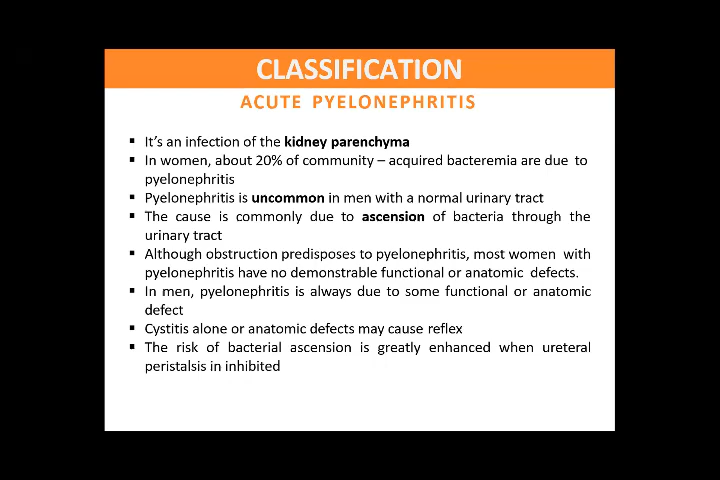 CLASSIFICATION
ACUTE PYELONEPHRITIS
▪ It's an infection of the kidney parenchyma
▪ In women, about 20% of community – acquired bacteremia are due to
pyelonephritis
▪ Pyelonephritis is uncommon in men with a normal urinary tract
▪ The cause is commonly due to ascension of bacteria through the
urinary tract
▪ Although obstruction predisposes to pyelonephritis, most women with
pyelonephritis have no demonstrable functional or anatomic defects.
▪ In men, pyelonephritis is always due to some functional or anatomic
defect
▪ Cystitis alone or anatomic defects may cause reflex
▪ The risk of bacterial ascension is greatly enhanced when ureteral
peristalsis in inhibited